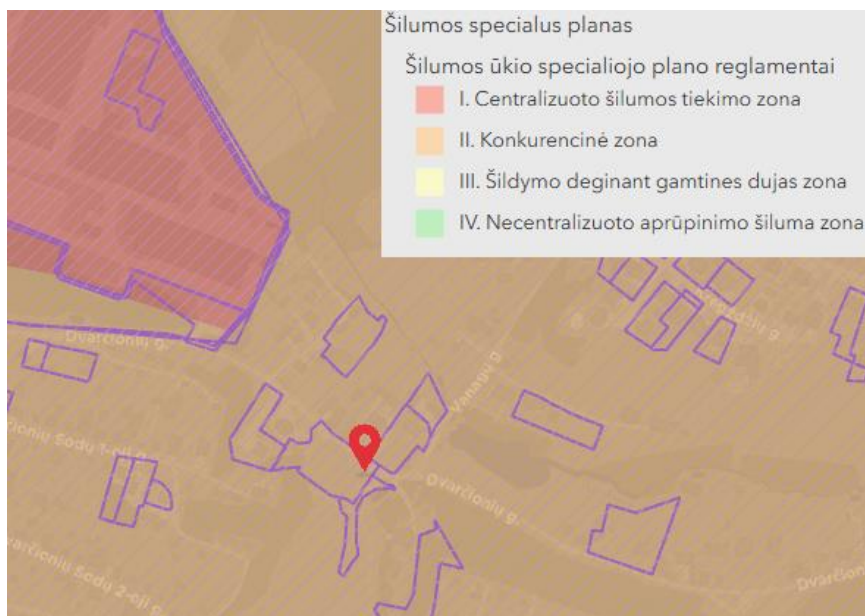 Šilumos specialus planas
Šilumos ūkio specialiojo plano reglamentai
I. Centralizuoto šilumos tiekimo zona
II. Konkurencinė zona
III. Šildymo deginant gamtines dujas zona
IV. Necentralizuoto aprūpinimo šiluma zona
Dvarčionių g.
Vanagų g.
Sodų 1-oji g.
Dvarčionių g.
Sodų 2-oji g.
Dvarčionių